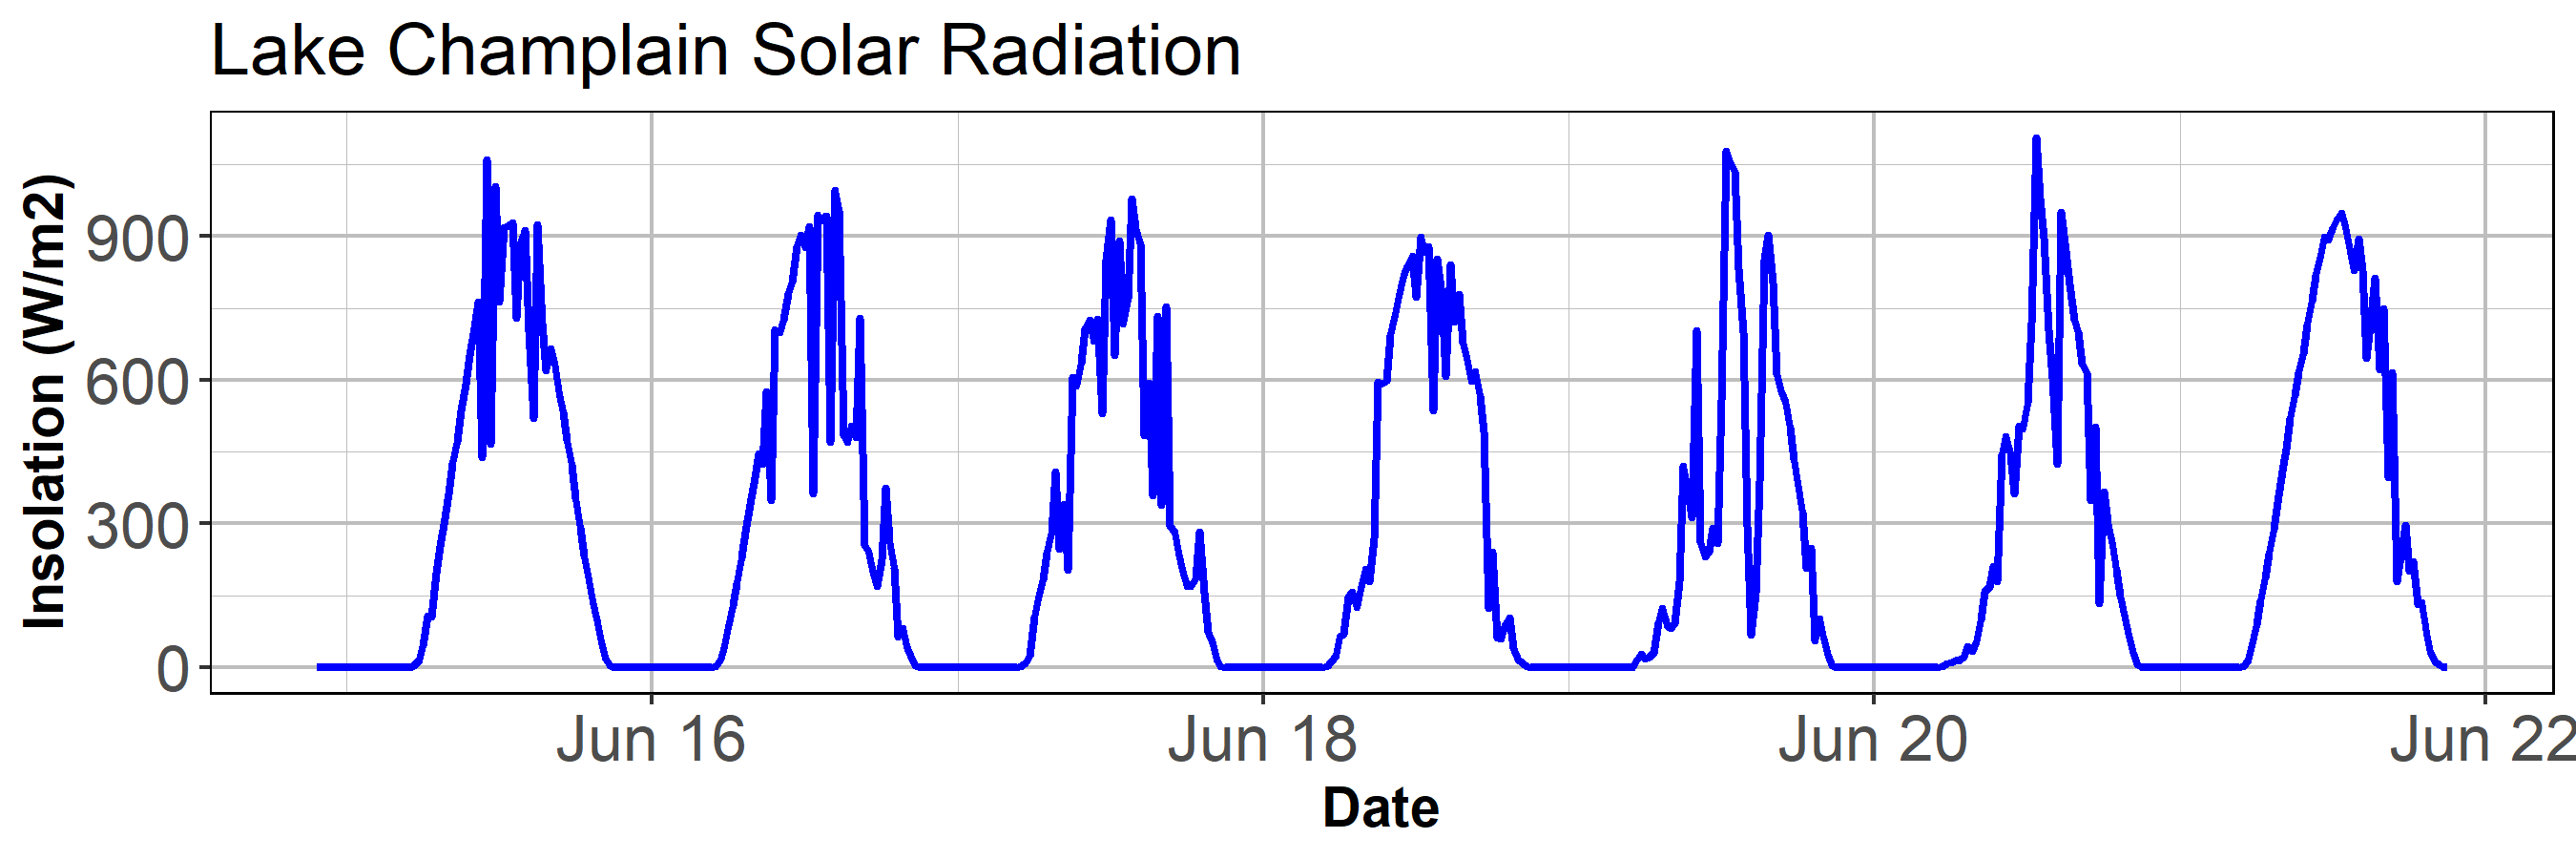 Lake Champlain Solar Radiation
Insolation (W/m2)
900
600
300
0
Jun 16 Jun 18 Jun 20 Jun 22
Date